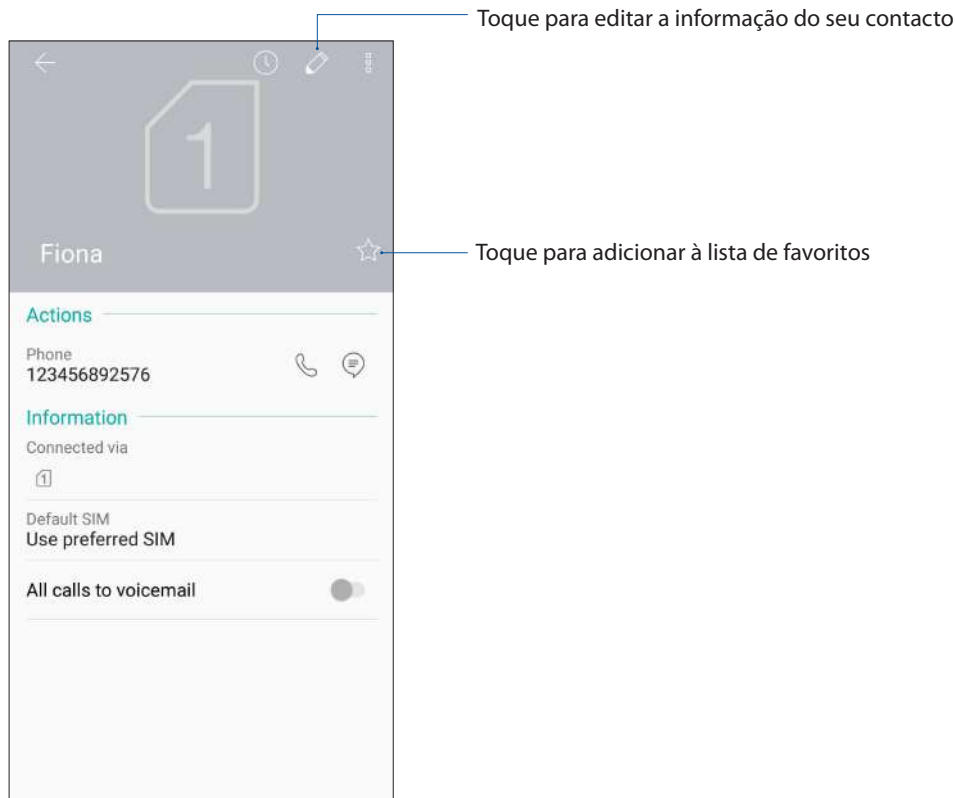 Toque para editar a informação do seu contacto
1
Fiona
Toque para adicionar à lista de favoritos
Actions
Phone
123456892576
Information
Connected via
1
Default SIM
Use preferred SIM
All calls to voicemail